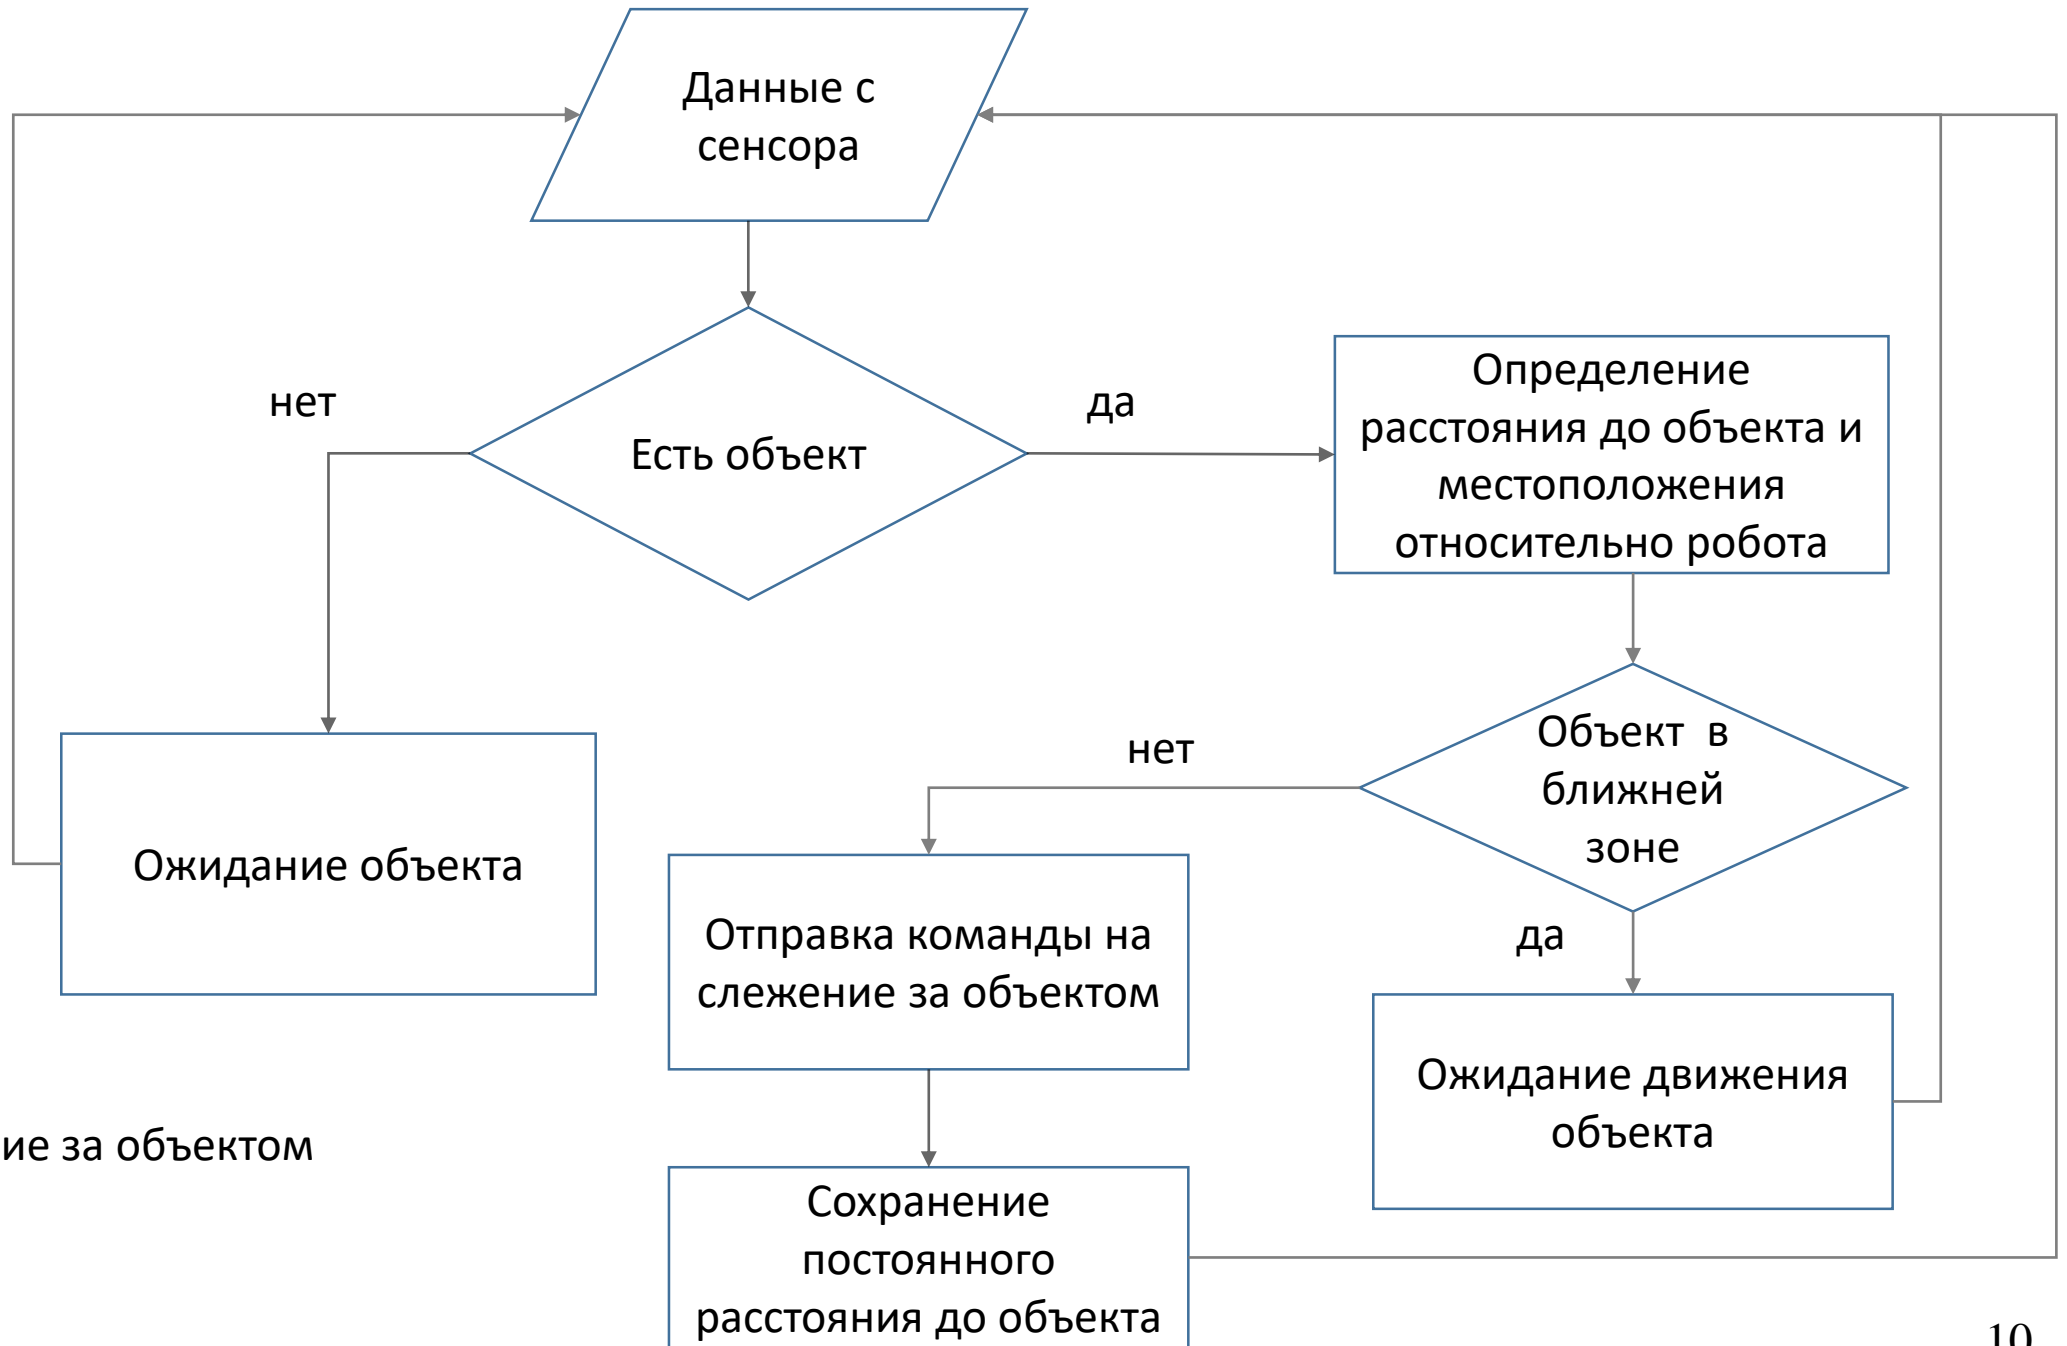 Данные с
сенсора
нет
да
Есть объект
Определение
расстояния до объекта и
местоположения
относительно робота
нет
Объект в
ближней
зоне
Ожидание объекта
Отправка команды на
слежение за объектом
да
Ожидание движения
объекта
ие за объектом
Сохранение
постоянного
расстояния до объекта
10